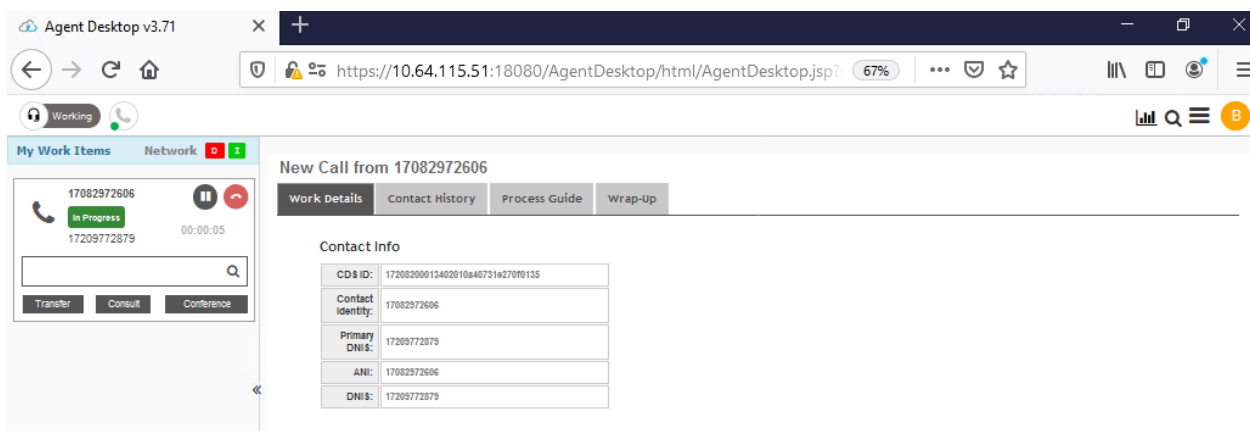 Agent Desktop v3.71
https://10.64.115.51:18080/AgentDesktop/html/AgentDesktop.jsp?
67%
Working
B
My Work Items Network D I
17082972606
In Progress
17209772879
00:00:05
Transfer Consult Conference
New Call from 17082972606
Work Details Contact History Process Guide Wrap-Up
Contact Info
CDS ID: 17208200013402010a40731e270f0135
Contact Identity: 17082972606
Primary DNIS: 17209772879
ANI: 17082972606
DNIS: 17209772879